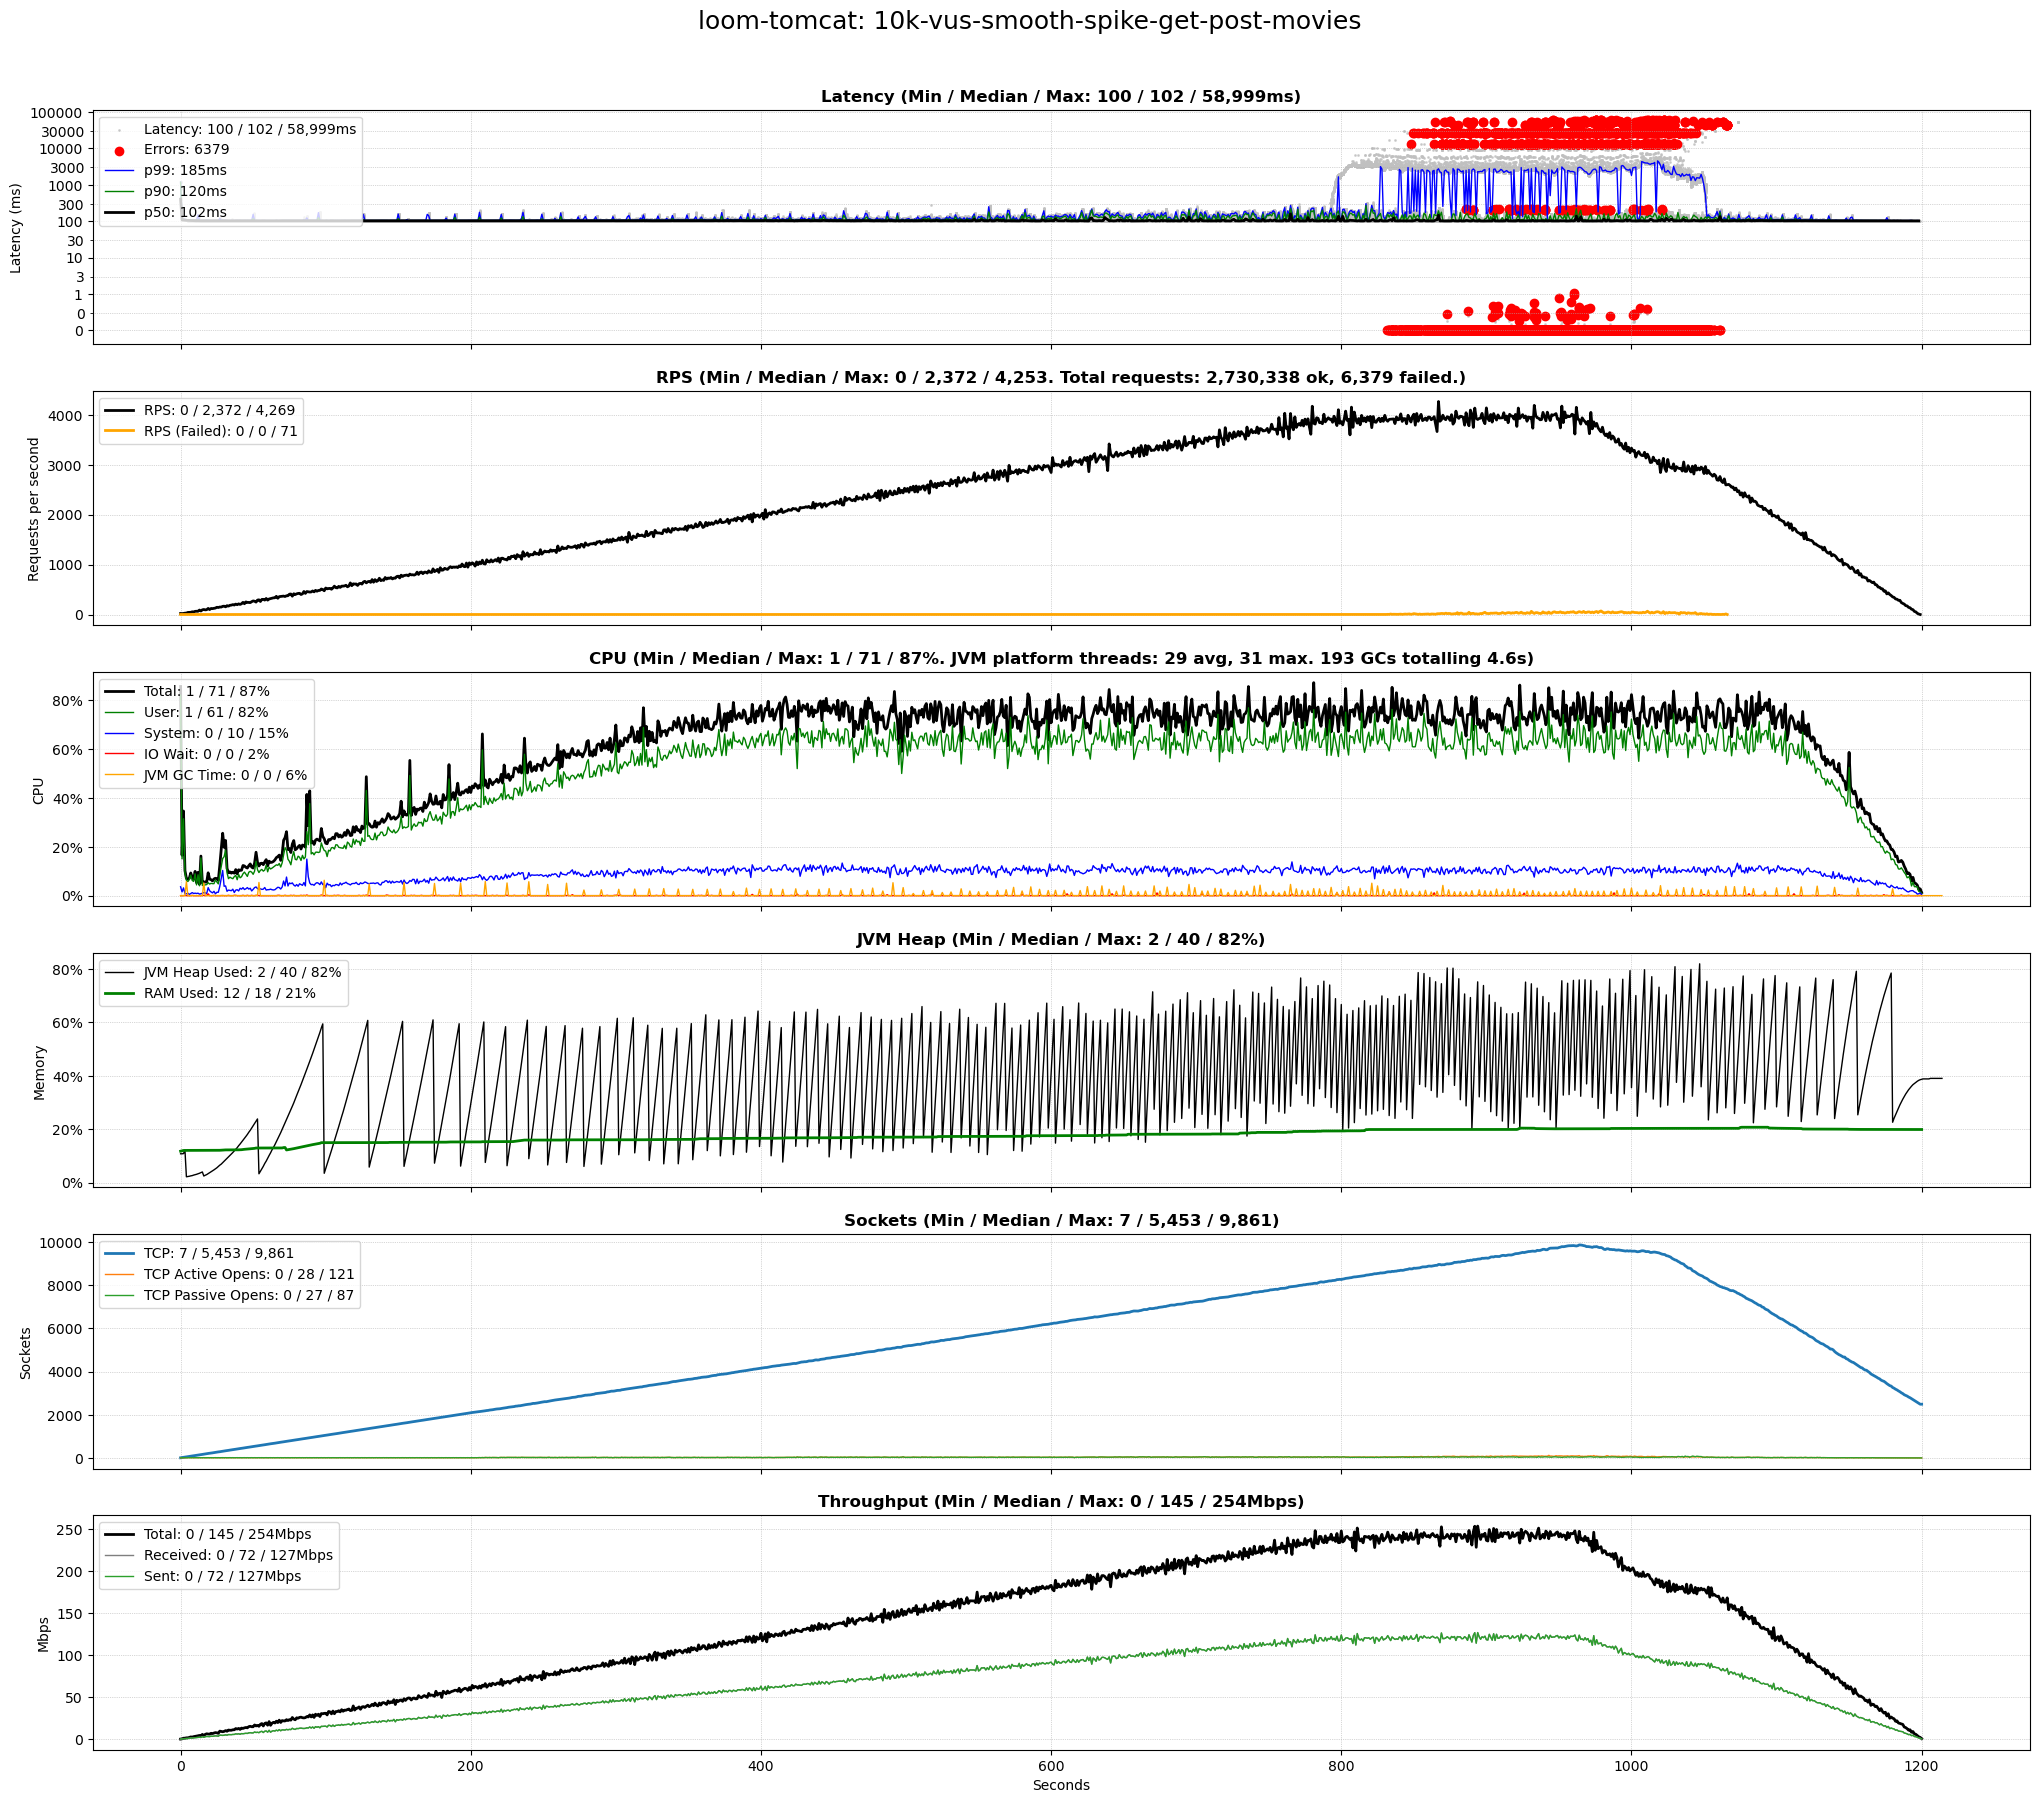 loom-tomcat: 10k-vus-smooth-spike-get-post-movies
Latency (Min / Median / Max: 100 / 102 / 58,999ms)
Latency (ms)
100000
30000
10000
3000
1000
300
100
30
10
3
1
0
0
Latency: 100 / 102 / 58,999ms
Errors: 6379
p99: 185ms
p90: 120ms
p50: 102ms
RPS (Min / Median / Max: 0 / 2,372 / 4,253. Total requests: 2,730,338 ok, 6,379 failed.)
Requests per second
4000
3000
2000
1000
0
RPS: 0 / 2,372 / 4,269
RPS (Failed): 0 / 0 / 71
CPU (Min / Median / Max: 1 / 71 / 87%. JVM platform threads: 29 avg, 31 max. 193 GCs totalling 4.6s)
CPU
80%
60%
40%
20%
0%
Total: 1 / 71 / 87%
User: 1 / 61 / 82%
System: 0 / 10 / 15%
IO Wait: 0 / 0 / 2%
JVM GC Time: 0 / 0 / 6%
JVM Heap (Min / Median / Max: 2 / 40 / 82%)
Memory
80%
60%
40%
20%
0%
JVM Heap Used: 2 / 40 / 82%
RAM Used: 12 / 18 / 21%
Sockets (Min / Median / Max: 7 / 5,453 / 9,861)
Sockets
10000
8000
6000
4000
2000
0
TCP: 7 / 5,453 / 9,861
TCP Active Opens: 0 / 28 / 121
TCP Passive Opens: 0 / 27 / 87
Throughput (Min / Median / Max: 0 / 145 / 254Mbps)
Mbps
250
200
150
100
50
0
Total: 0 / 145 / 254Mbps
Received: 0 / 72 / 127Mbps
Sent: 0 / 72 / 127Mbps
0 200 400 600 800 1000 1200
Seconds